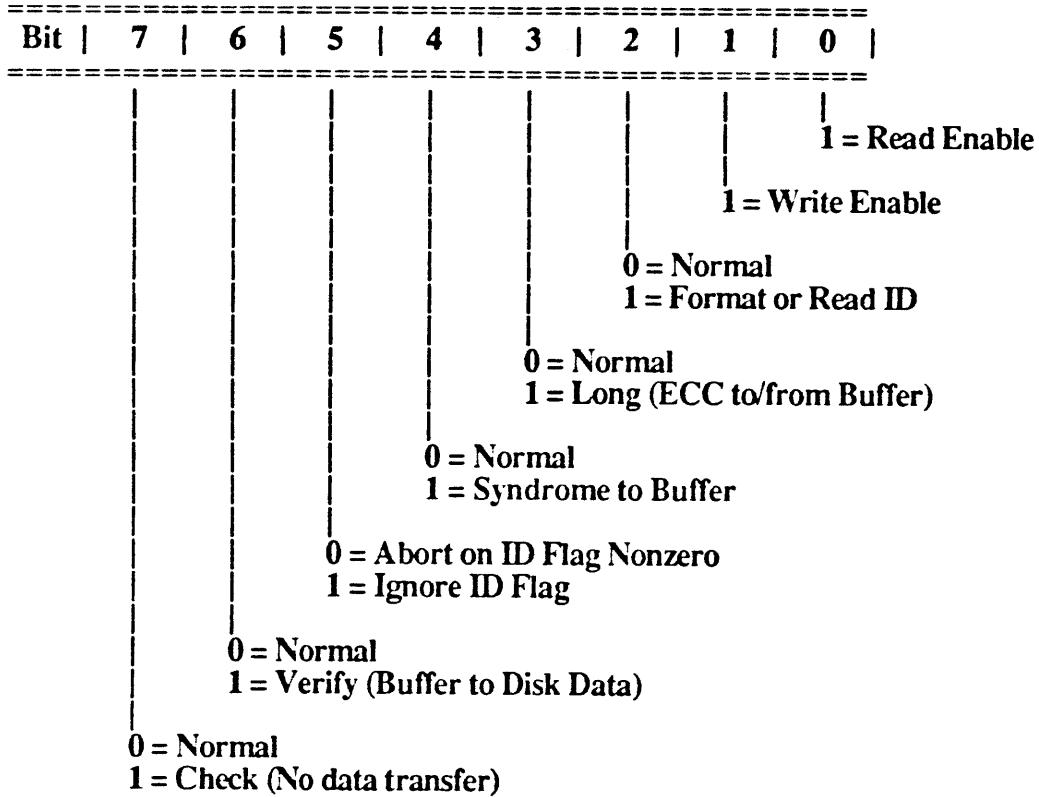 Bit | 7 | 6 | 5 | 4 | 3 | 2 | 1 | 0 |
1 = Read Enable
1 = Write Enable
0 = Normal
1 = Format or Read ID
0 = Normal
1 = Long (ECC to/from Buffer)
0 = Normal
1 = Syndrome to Buffer
0 = Abort on ID Flag Nonzero
1 = Ignore ID Flag
0 = Normal
1 = Verify (Buffer to Disk Data)
0 = Normal
1 = Check (No data transfer)